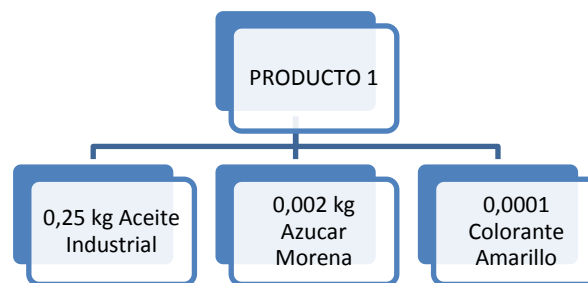 PRODUCTO 1
0,25 kg Aceite
Industrial
0,002 kg
Azucar
Morena
0,0001
Colorante
Amarillo